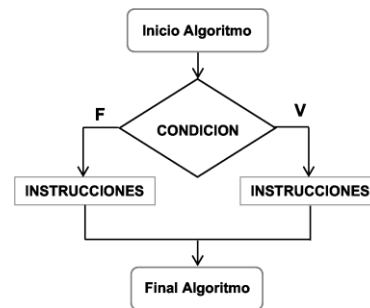 Inicio Algoritmo
F
V
CONDICION
INSTRUCCIONES
INSTRUCCIONES
Final Algoritmo